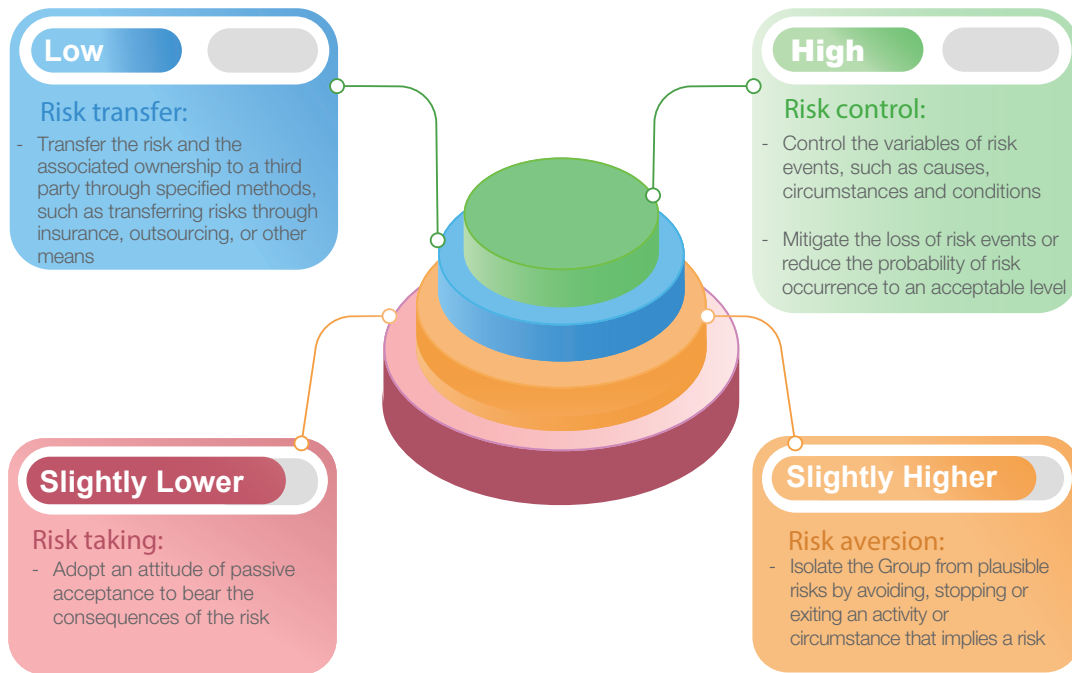 Low
Risk transfer:
- Transfer the risk and the
associated ownership to a third
party through specified methods,
such as transferring risks through
insurance, outsourcing, or other
means
High
Risk control:
- Control the variables of risk
events, such as causes,
circumstances and conditions
- Mitigate the loss of risk events or
reduce the probability of risk
occurrence to an acceptable level
Slightly Lower
Risk taking:
- Adopt an attitude of passive
acceptance to bear the
consequences of the risk
Slightly Higher
Risk aversion:
- Isolate the Group from plausible
risks by avoiding, stopping or
exiting an activity or
circumstance that implies a risk